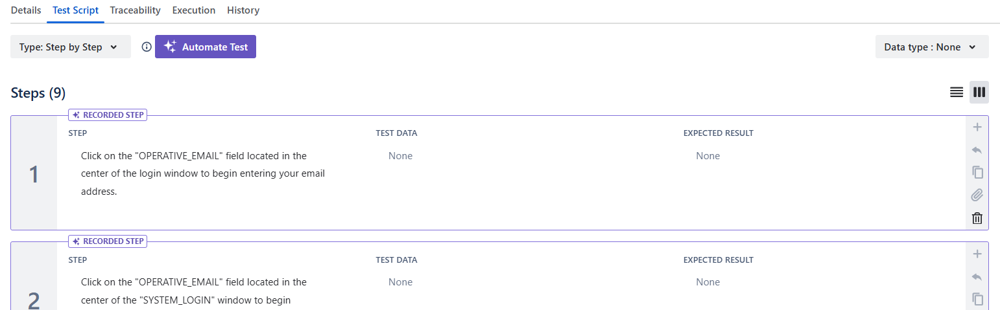 Details Test Script Traceability Execution History
Type: Step by Step Automate Test Data type : None
Steps (9)
RECORDED STEP
STEP TEST DATA EXPECTED RESULT
1
Click on the "OPERATIVE_EMAIL" field located in the
center of the login window to begin entering your email
address.
None
None
RECORDED STEP
STEP TEST DATA EXPECTED RESULT
2
Click on the "OPERATIVE_EMAIL" field located in the
center of the "SYSTEM_LOGIN" window to begin
None
None